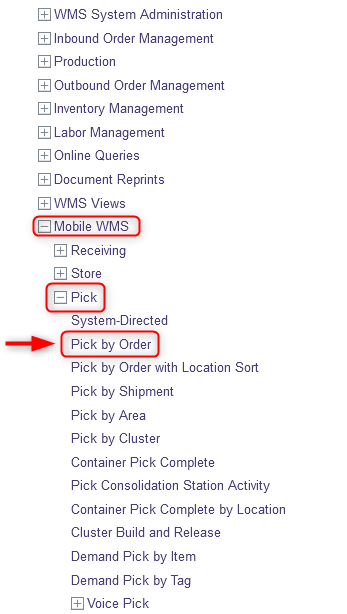 WMS System Administration
Inbound Order Management
Production
Outbound Order Management
Inventory Management
Labor Management
Online Queries
Document Reprints
WMS Views
Mobile WMS
Receiving
Store
Pick
System-Directed
Pick by Order
Pick by Order with Location Sort
Pick by Shipment
Pick by Area
Pick by Cluster
Container Pick Complete
Pick Consolidation Station Activity
Container Pick Complete by Location
Cluster Build and Release
Demand Pick by Item
Demand Pick by Tag
Voice Pick